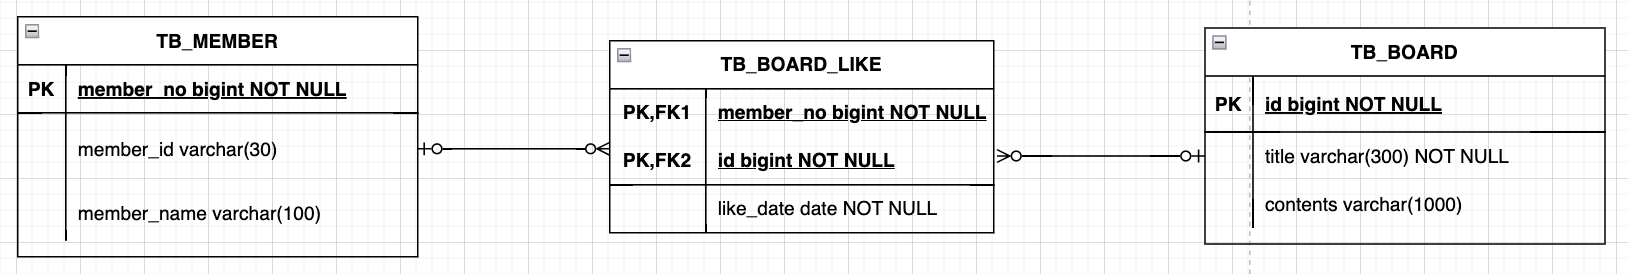 TB_MEMBER
PK member_no bigint NOT NULL
member_id varchar(30)
member_name varchar(100)
TB_BOARD_LIKE
PK,FK1 member_no bigint NOT NULL
PK,FK2 id bigint NOT NULL
like_date date NOT NULL
TB_BOARD
PK id bigint NOT NULL
title varchar(300) NOT NULL
contents varchar(1000)